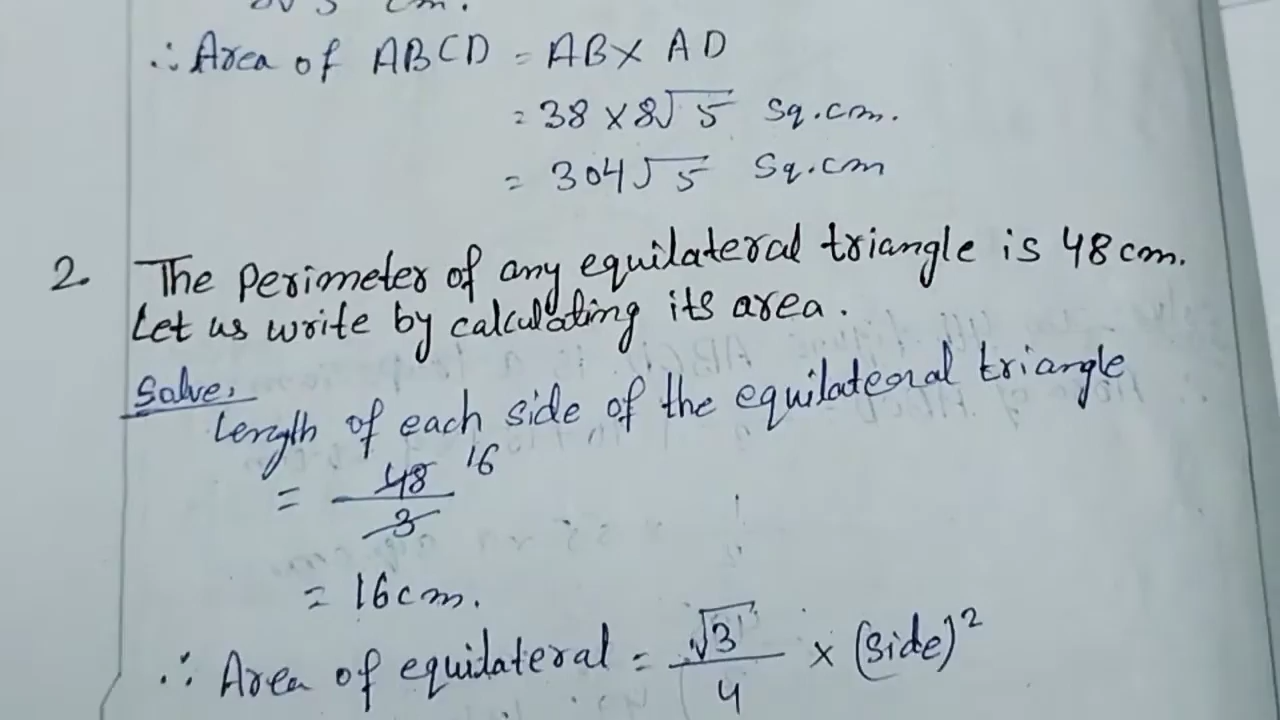 cm.
∴ Area of ABCD = AB × AD
= 38 × 8√5 sq.cm.
= 304√5 sq.cm
2. The perimeter of any equilateral triangle is 48 cm.
Let us write by calculating its area.
Solve,
Length of each side of the equilateral triangle
= 48/3 16
= 16 cm.
∴ Area of equilateral = √3/4 × (side)²